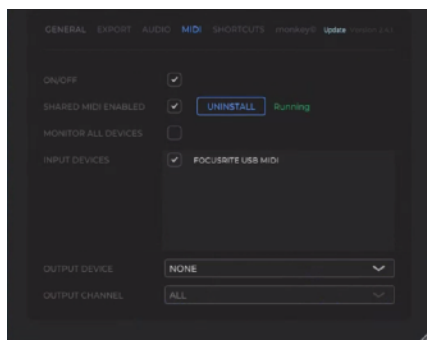 GENERAL EXPORT AUDIO MIDI SHORTCUTS monkey© Update
ON/OFF
SHARED MIDI ENABLED UNINSTALL Running
MONITOR ALL DEVICES
INPUT DEVICES FOCUSRITE USB MIDI
OUTPUT DEVICE NONE
OUTPUT CHANNEL ALL